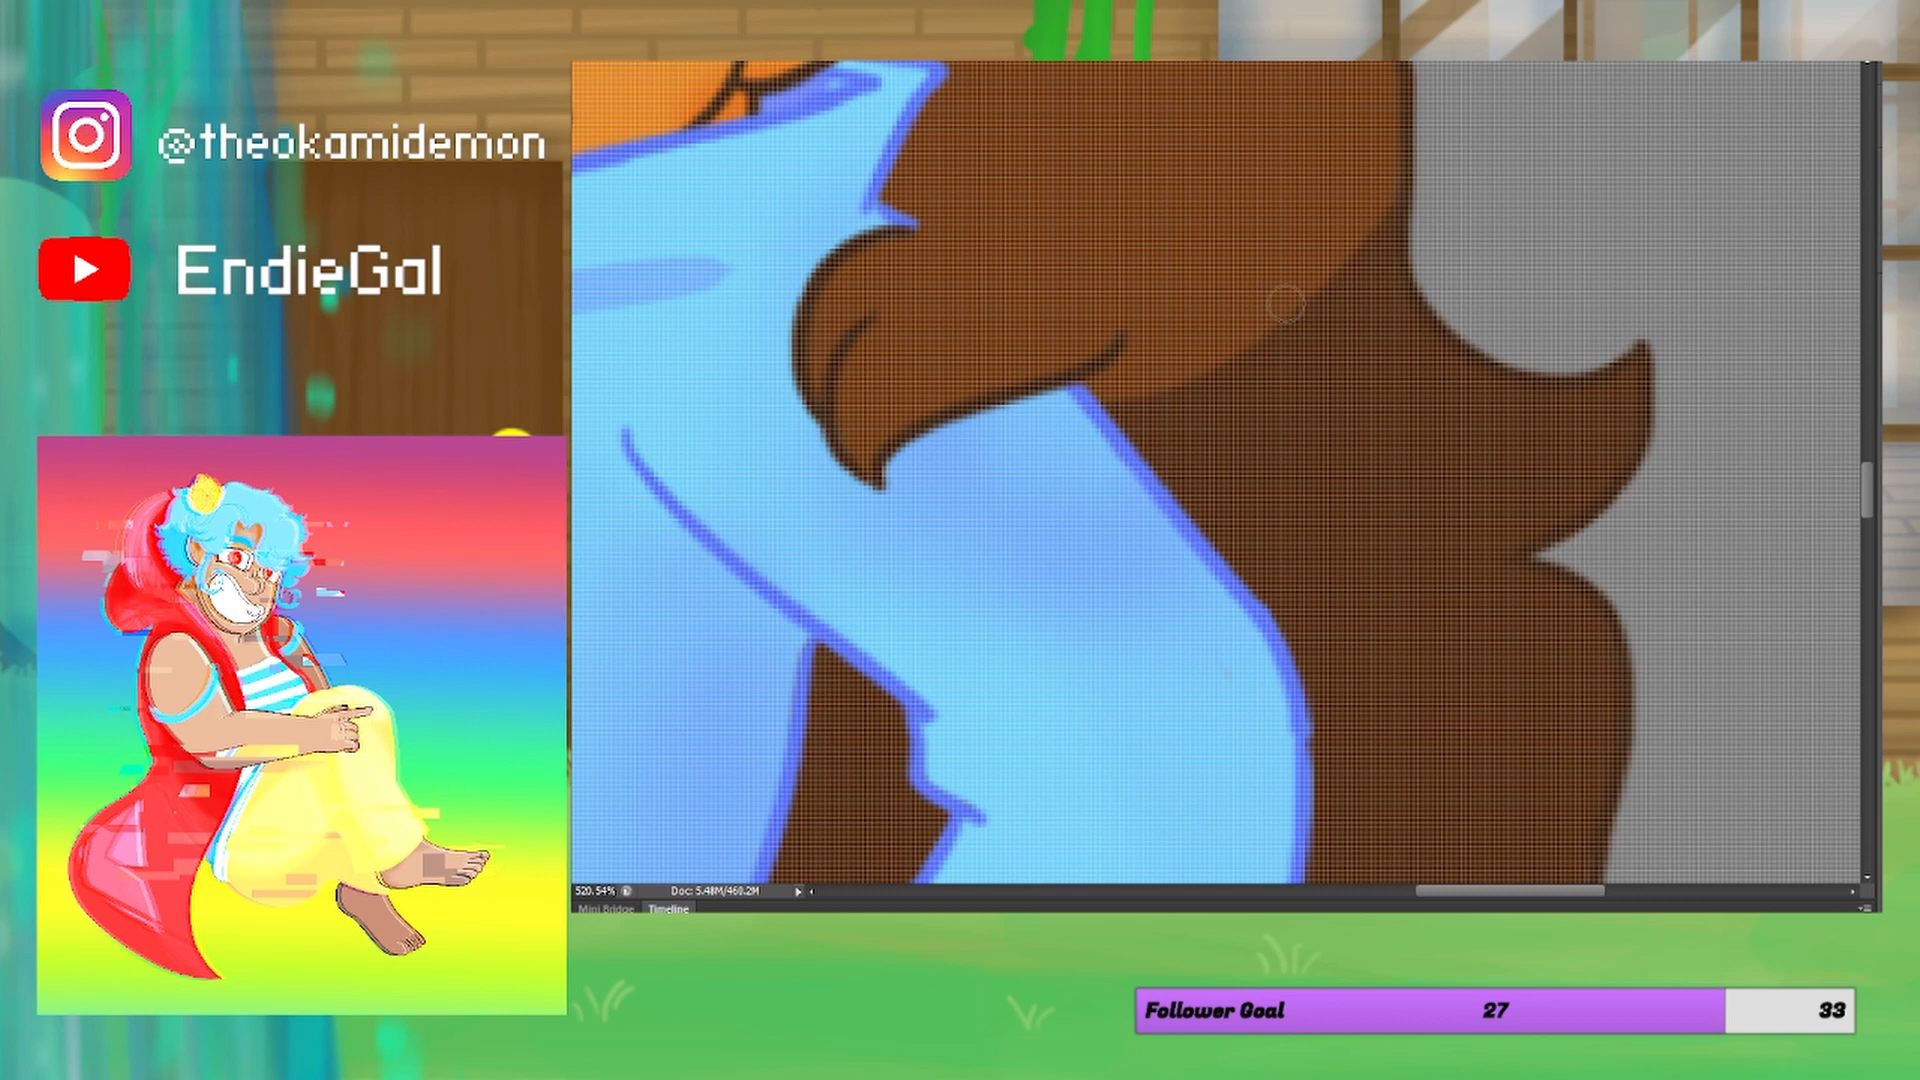 @theokamidemon
EndieGal
520.54%
Doc: 5.48M/460.2M
Mini Bridge
Timeline
Follower Goal
27
33